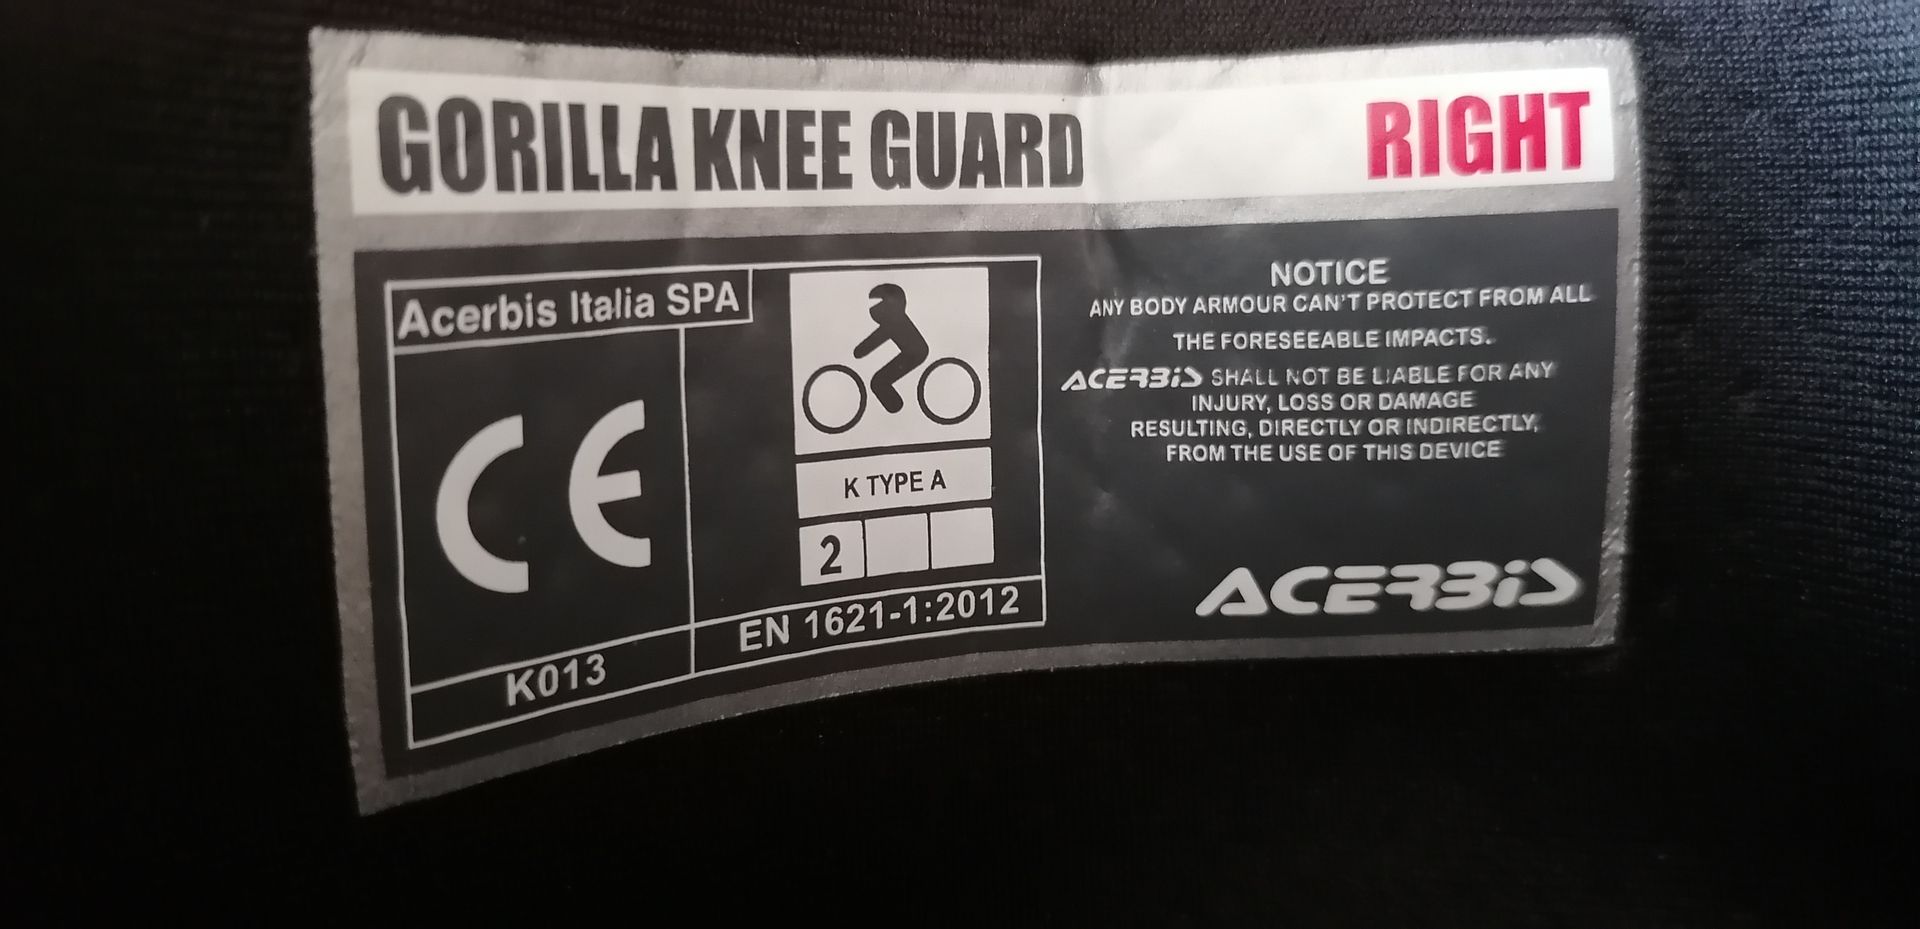 GORILLA KNEE GUARD RIGHT
Acerbis Italia SPA
CE
K TYPE A
2
K013
EN 1621-1:2012
NOTICE
ANY BODY ARMOUR CAN'T PROTECT FROM ALL
THE FORESEEABLE IMPACTS.
ACERBIS SHALL NOT BE LIABLE FOR ANY
INJURY, LOSS OR DAMAGE
RESULTING, DIRECTLY OR INDIRECTLY,
FROM THE USE OF THIS DEVICE
ACERBIS